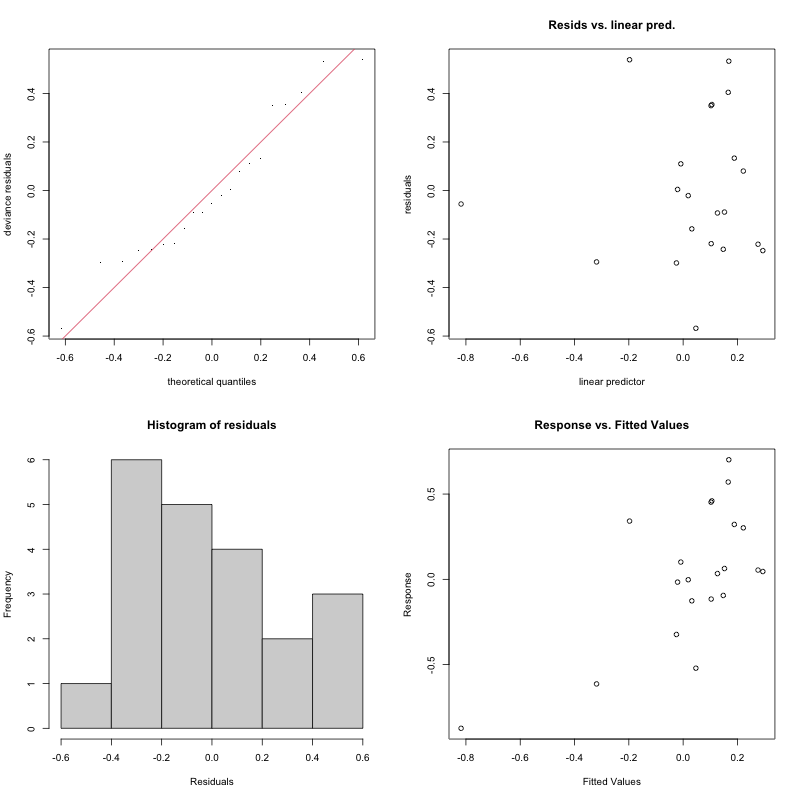 deviance residuals
0.4
0.2
0.0
-0.2
-0.4
-0.6
-0.6 -0.4 -0.2 0.0 0.2 0.4 0.6
theoretical quantiles
Resids vs. linear pred.
residuals
0.4
0.2
0.0
-0.2
-0.4
-0.6
-0.8 -0.6 -0.4 -0.2 0.0 0.2
linear predictor
Histogram of residuals
Frequency
6
5
4
3
2
1
0
-0.6 -0.4 -0.2 0.0 0.2 0.4 0.6
Residuals
Response vs. Fitted Values
Response
0.5
0.0
-0.5
-0.8 -0.6 -0.4 -0.2 0.0 0.2
Fitted Values